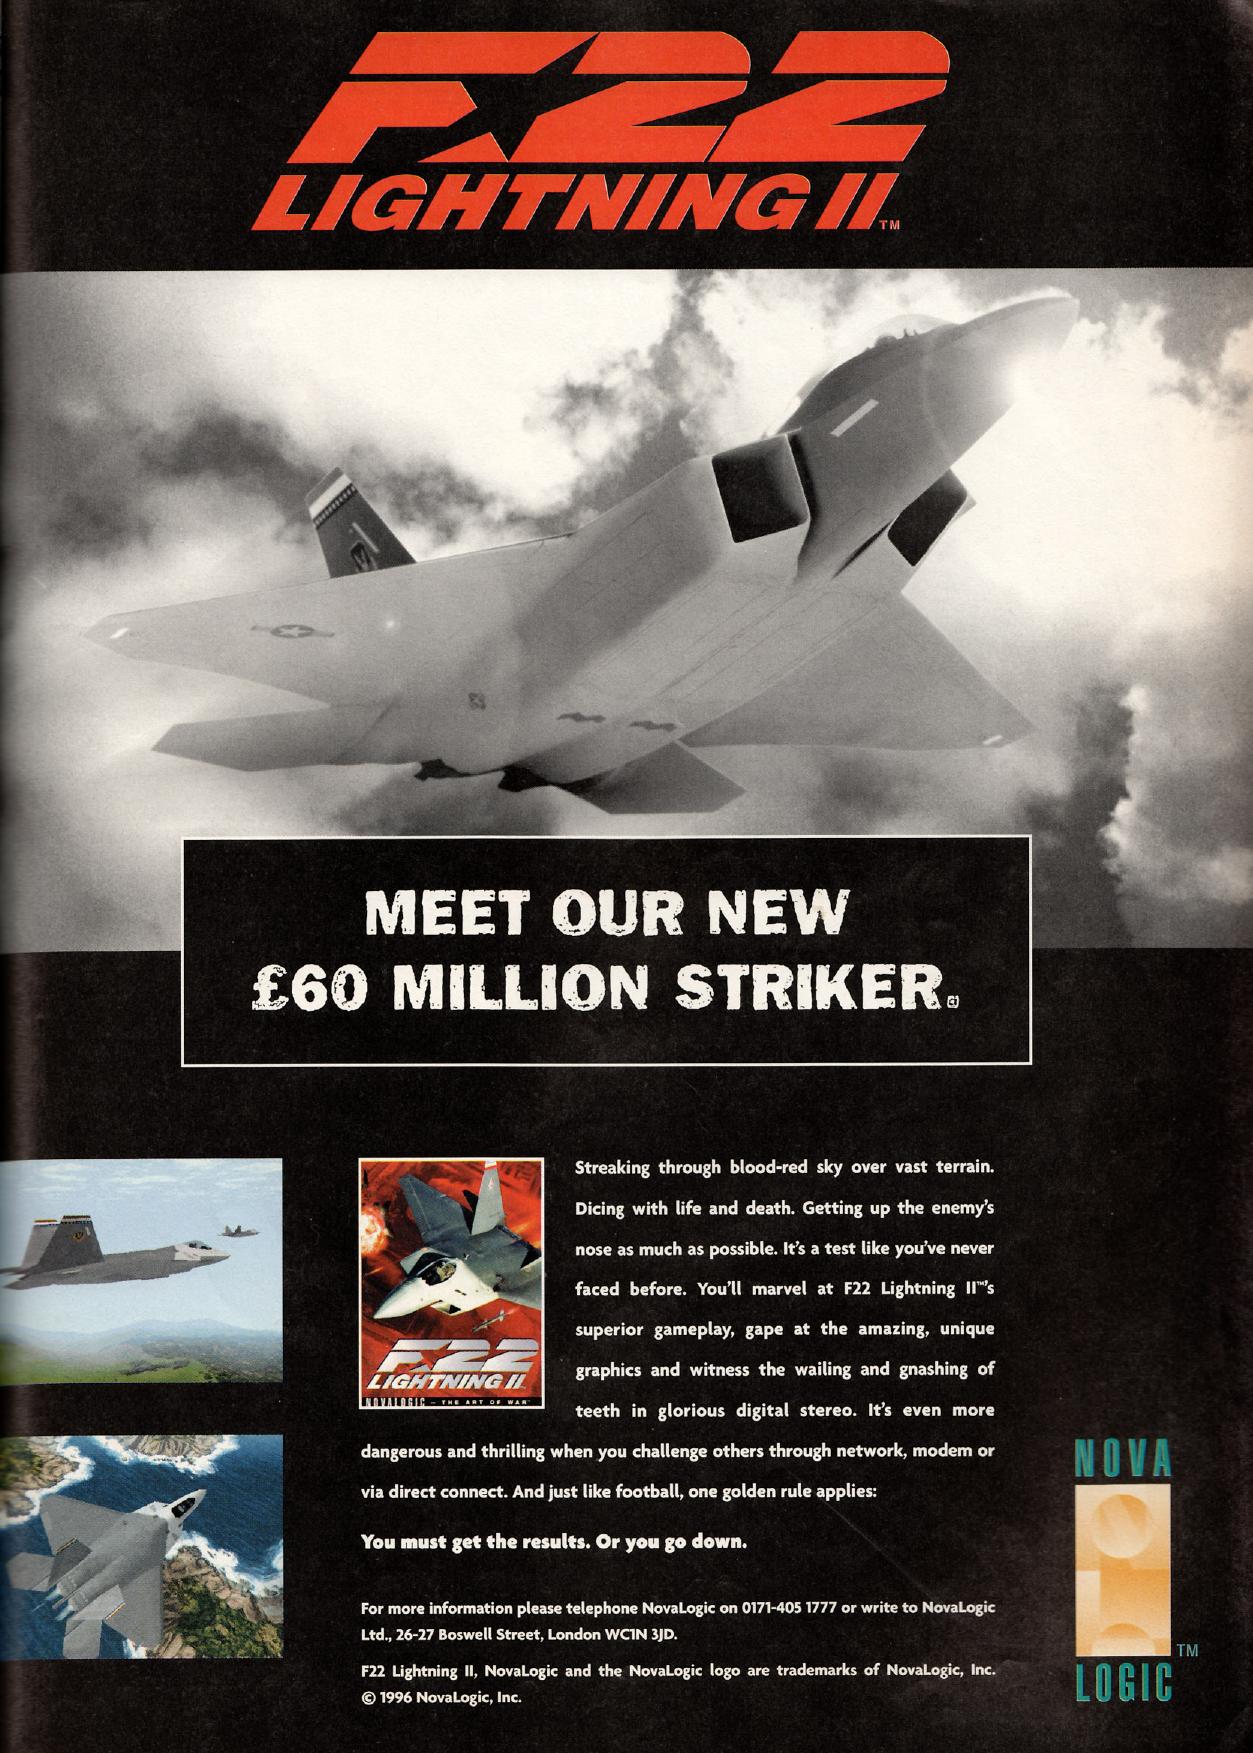 F22
LIGHTNING II™
MEET OUR NEW
£60 MILLION STRIKER.
Streaking through blood-red sky over vast terrain.
Dicing with life and death. Getting up the enemy's
nose as much as possible. It's a test like you've never
faced before. You'll marvel at F22 Lightning II™'s
superior gameplay, gape at the amazing, unique
graphics and witness the wailing and gnashing of
teeth in glorious digital stereo. It's even more
dangerous and thrilling when you challenge others through network, modem or
via direct connect. And just like football, one golden rule applies:
You must get the results. Or you go down.
F22
LIGHTNING II
NOVALOGIC – THE ART OF WAR™
For more information please telephone NovaLogic on 0171-405 1777 or write to NovaLogic
Ltd., 26-27 Boswell Street, London WC1N 3JD.
F22 Lightning II, NovaLogic and the NovaLogic logo are trademarks of NovaLogic, Inc.
© 1996 NovaLogic, Inc.
NOVA
LOGIC™